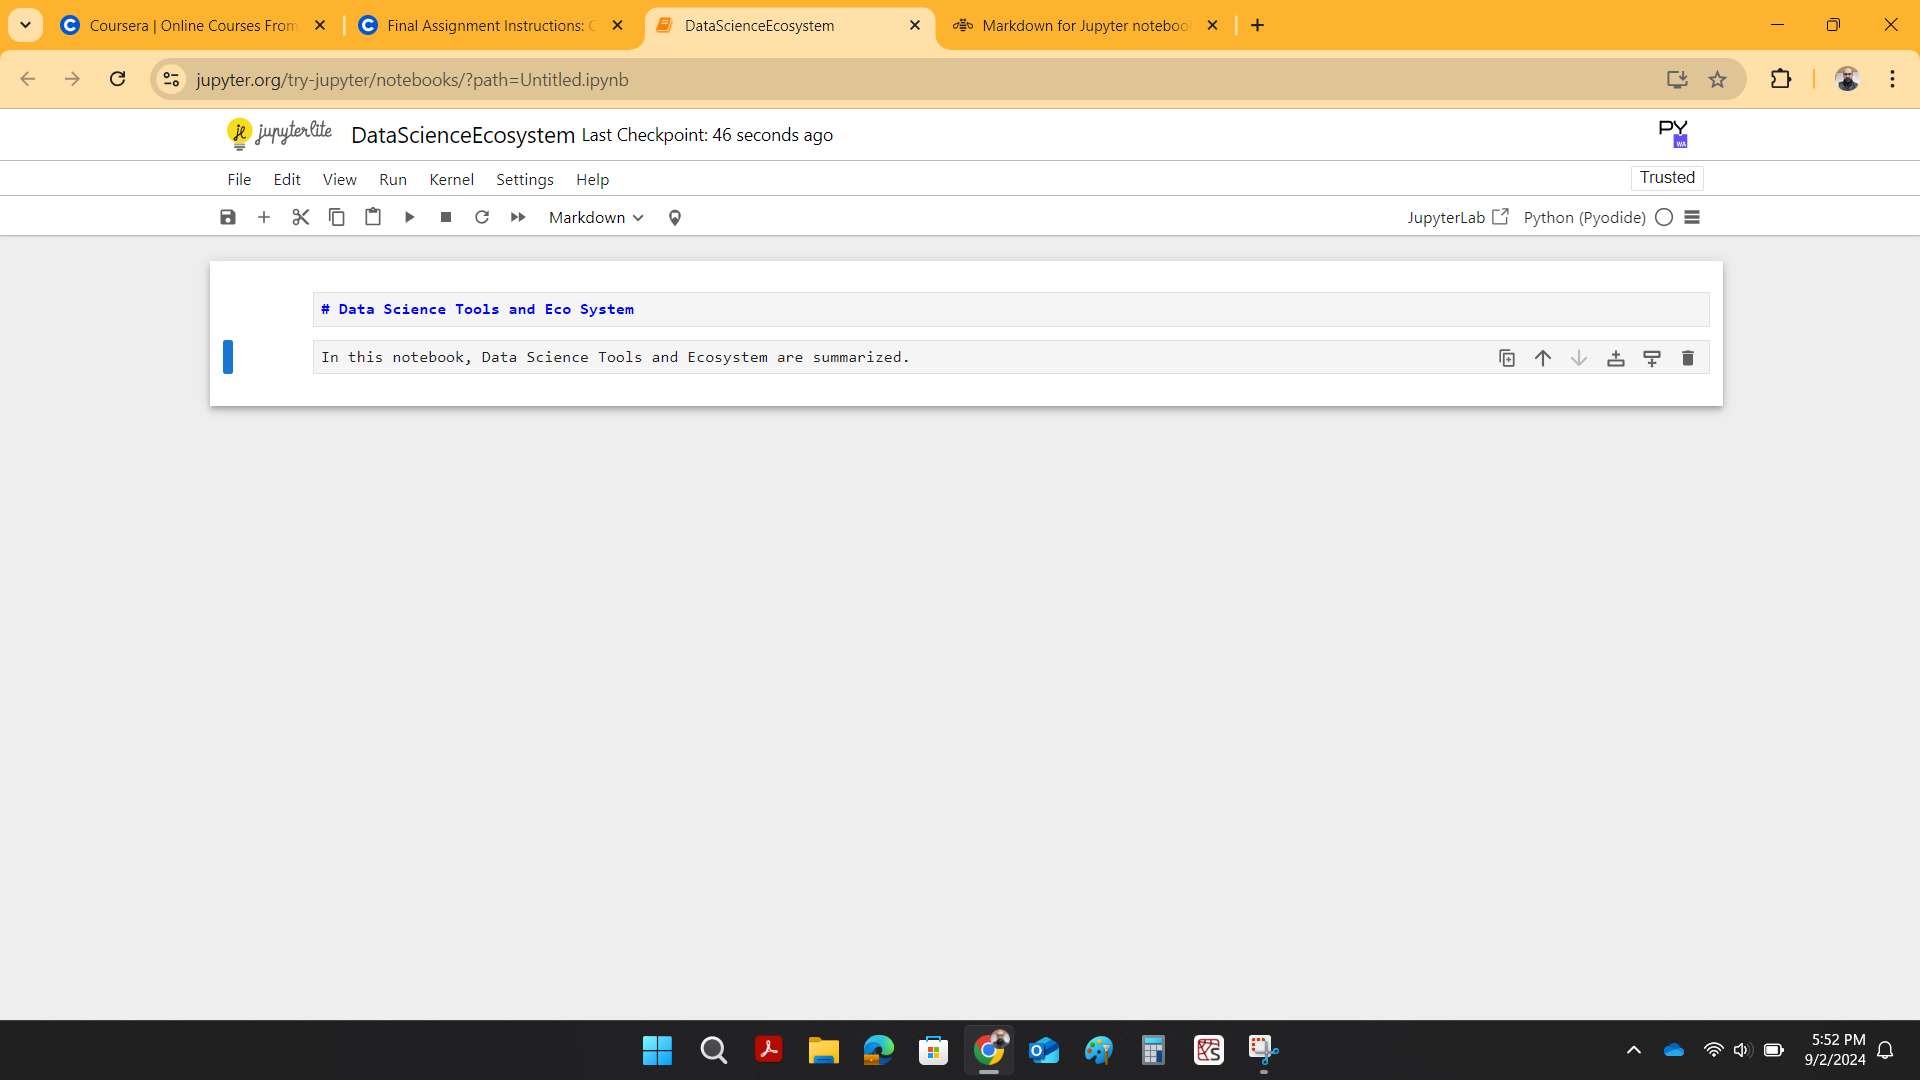 Coursera | Online Courses From
Final Assignment Instructions: C
DataScienceEcosystem
Markdown for Jupyter noteboo
jupyter.org/try-jupyter/notebooks/?path=Untitled.ipynb
jupyterlite
DataScienceEcosystem Last Checkpoint: 46 seconds ago
PY
WA
File Edit View Run Kernel Settings Help
Trusted
Markdown
JupyterLab
Python (Pyodide)
# Data Science Tools and Eco System
In this notebook, Data Science Tools and Ecosystem are summarized.
5:52 PM
9/2/2024